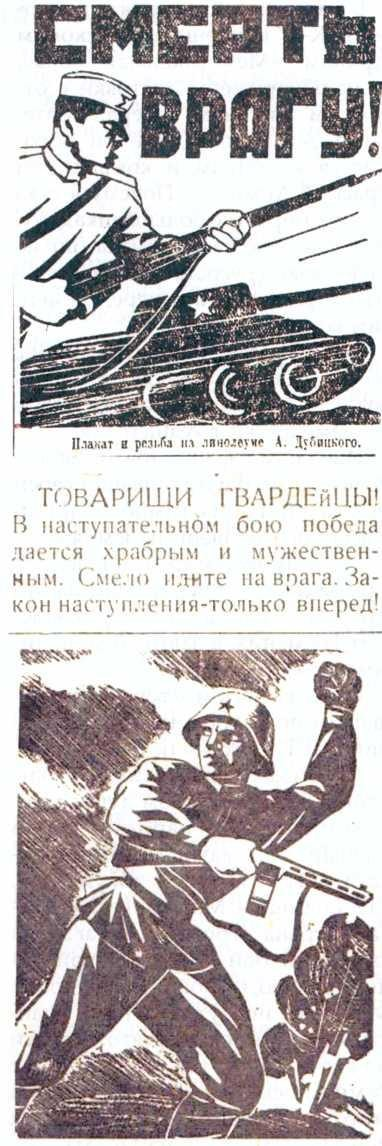 СМЕРТЬ
ВРАГУ!
Плакат и резьба на линолеуме А. Дубицкого.
ТОВАРИЩИ ГВАРДЕйЦЫ!
В наступательном бою победа
дается храбрым и мужествен-
ным. Смело идите на врага. За-
кон наступления-только вперед!